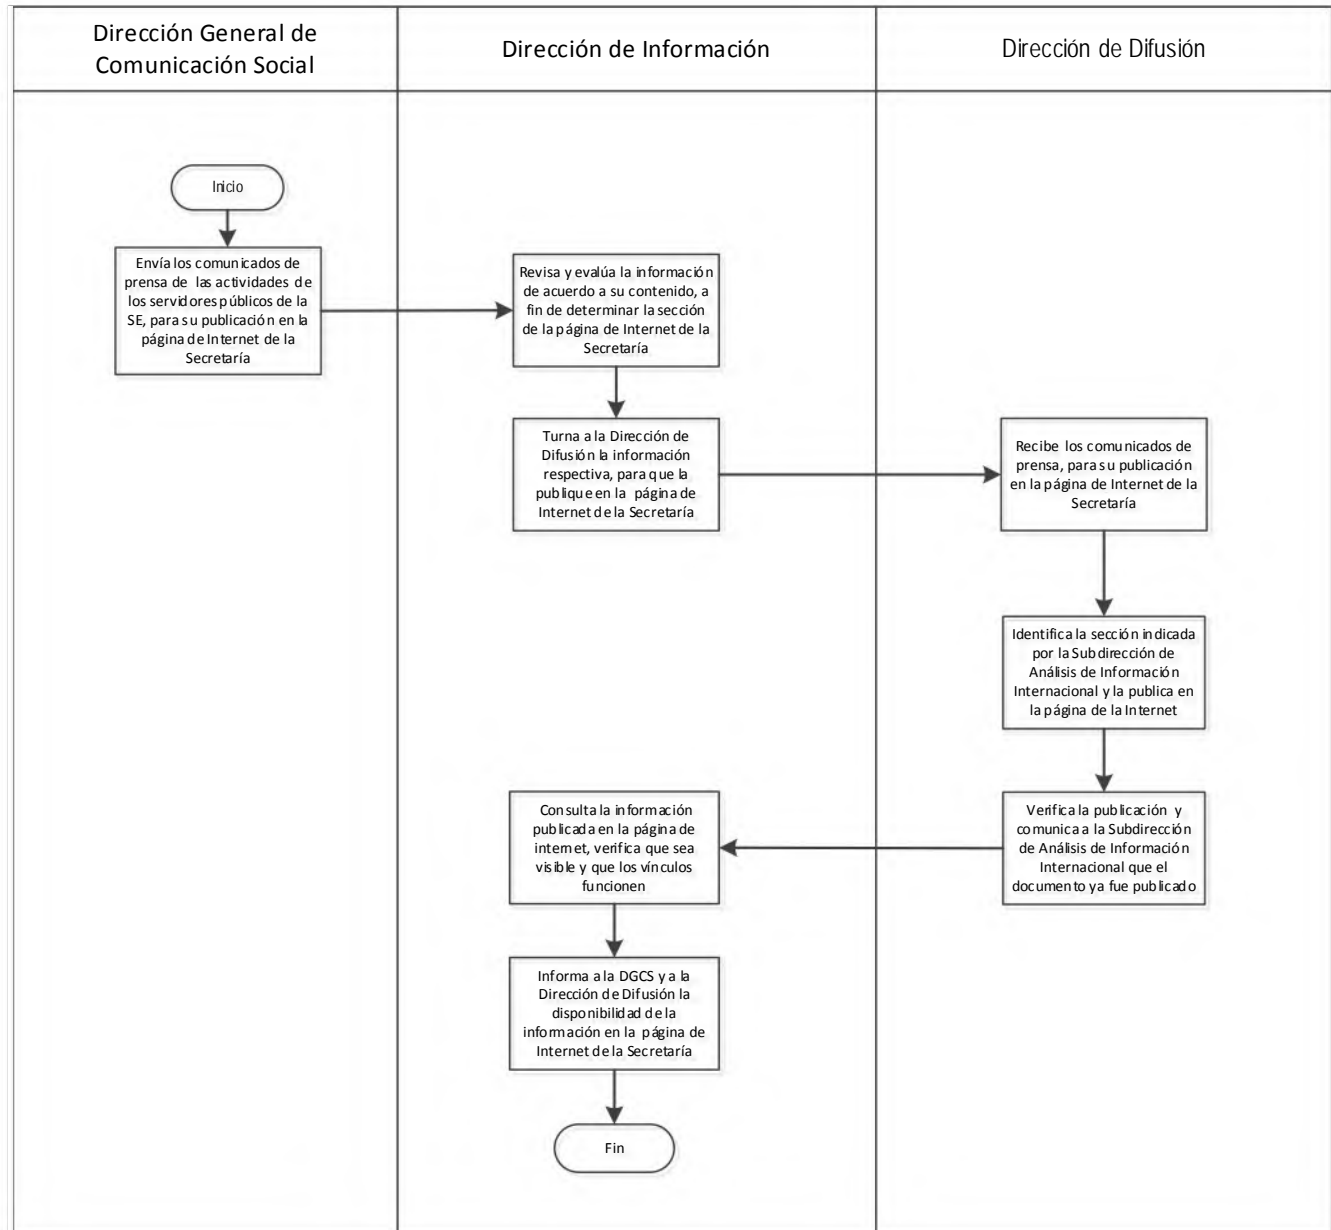 Dirección General de
Comunicación Social
Dirección de Información
Dirección de Difusión
Inicio
Envía los comunicados de
prensa de las actividades de
los servidores públicos de la
SE, para su publicación en la
página de Internet de la
Secretaría
Revisa y evalúa la información
de acuerdo a su contenido, a
fin de determinar la sección
de la página de Internet de la
Secretaría
Turna a la Dirección de
Difusión la información
respectiva, para que la
publique en la página de
Internet de la Secretaría
Recibe los comunicados de
prensa, para su publicación
en la página de Internet de la
Secretaría
Identifica la sección indicada
por la Subdirección de
Análisis de Información
Internacional y la publica en
la página de la Internet
Verifica la publicación y
comunica a la Subdirección
de Análisis de Información
Internacional que el
documento ya fue publicado
Consulta la información
publicada en la página de
internet, verifica que sea
visible y que los vínculos
funcionen
Informa a la DGCS y a la
Dirección de Difusión la
disponibilidad de la
información en la página de
Internet de la Secretaría
Fin